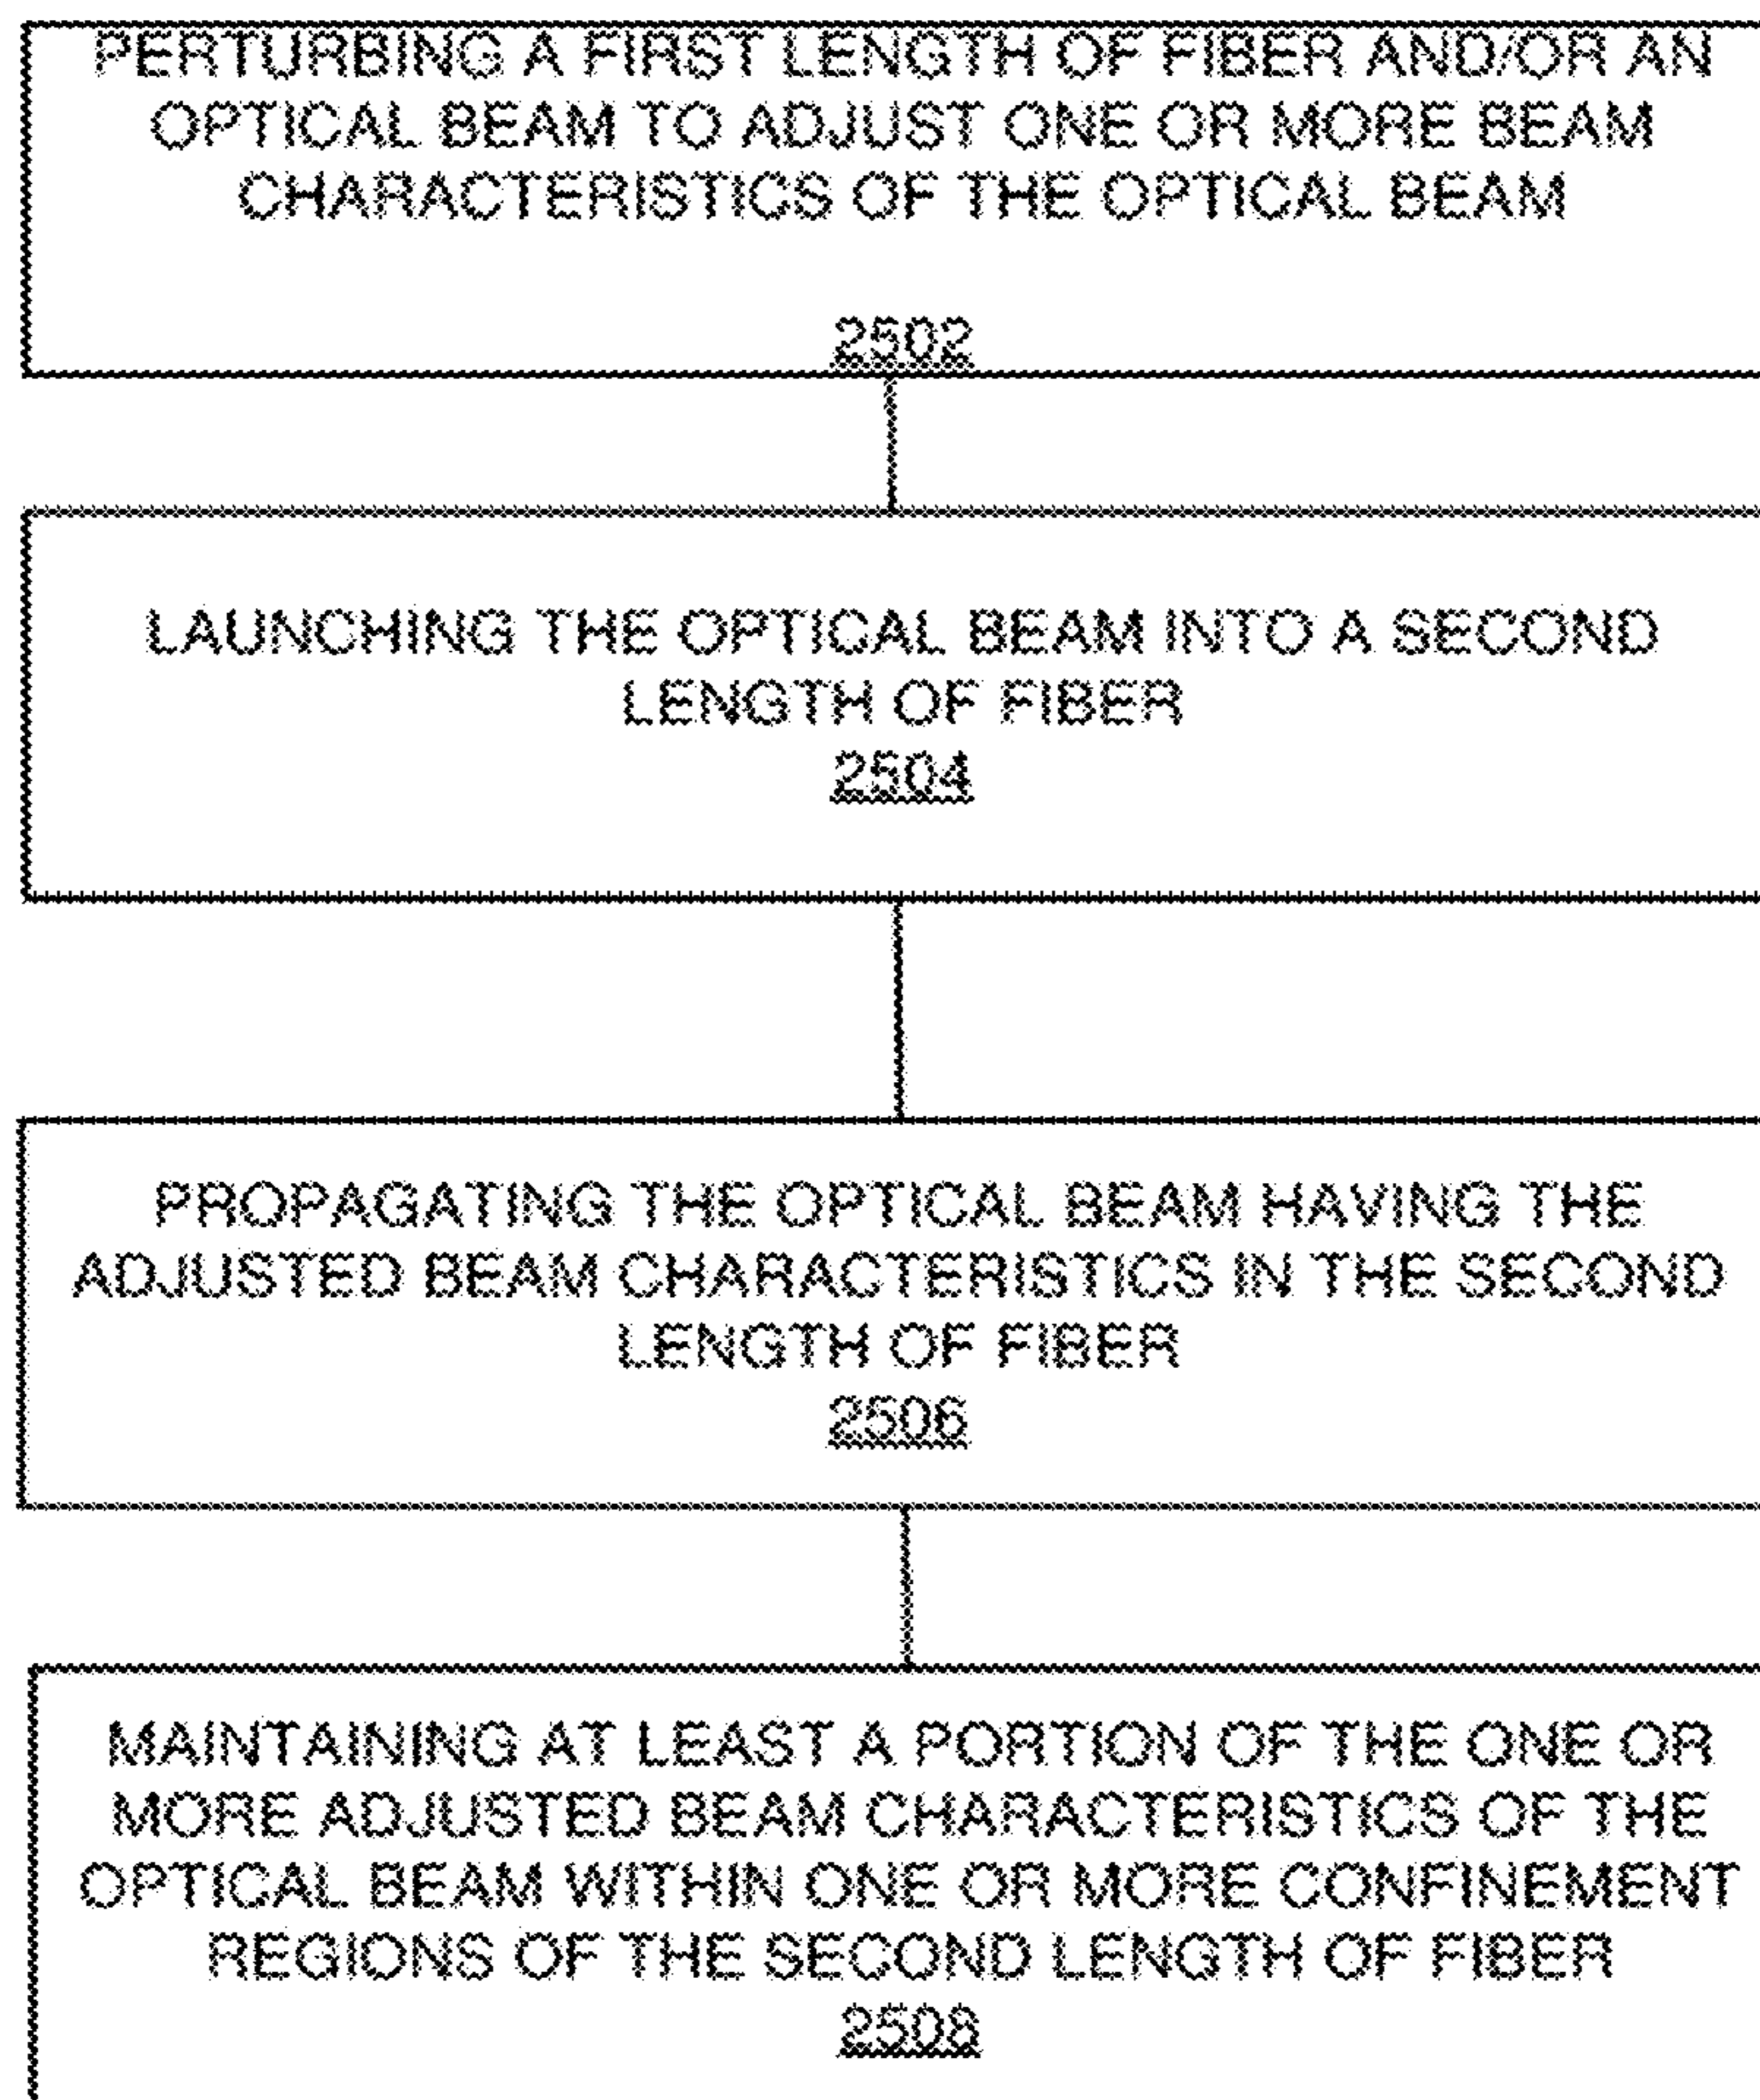 PERTURBING A FIRST LENGTH OF FIBER AND/OR AN
OPTICAL BEAM TO ADJUST ONE OR MORE BEAM
CHARACTERISTICS OF THE OPTICAL BEAM
2502
LAUNCHING THE OPTICAL BEAM INTO A SECOND
LENGTH OF FIBER
2504
PROPAGATING THE OPTICAL BEAM HAVING THE
ADJUSTED BEAM CHARACTERISTICS IN THE SECOND
LENGTH OF FIBER
2506
MAINTAINING AT LEAST A PORTION OF THE ONE OR
MORE ADJUSTED BEAM CHARACTERISTICS OF THE
OPTICAL BEAM WITHIN ONE OR MORE CONFINEMENT
REGIONS OF THE SECOND LENGTH OF FIBER
2508